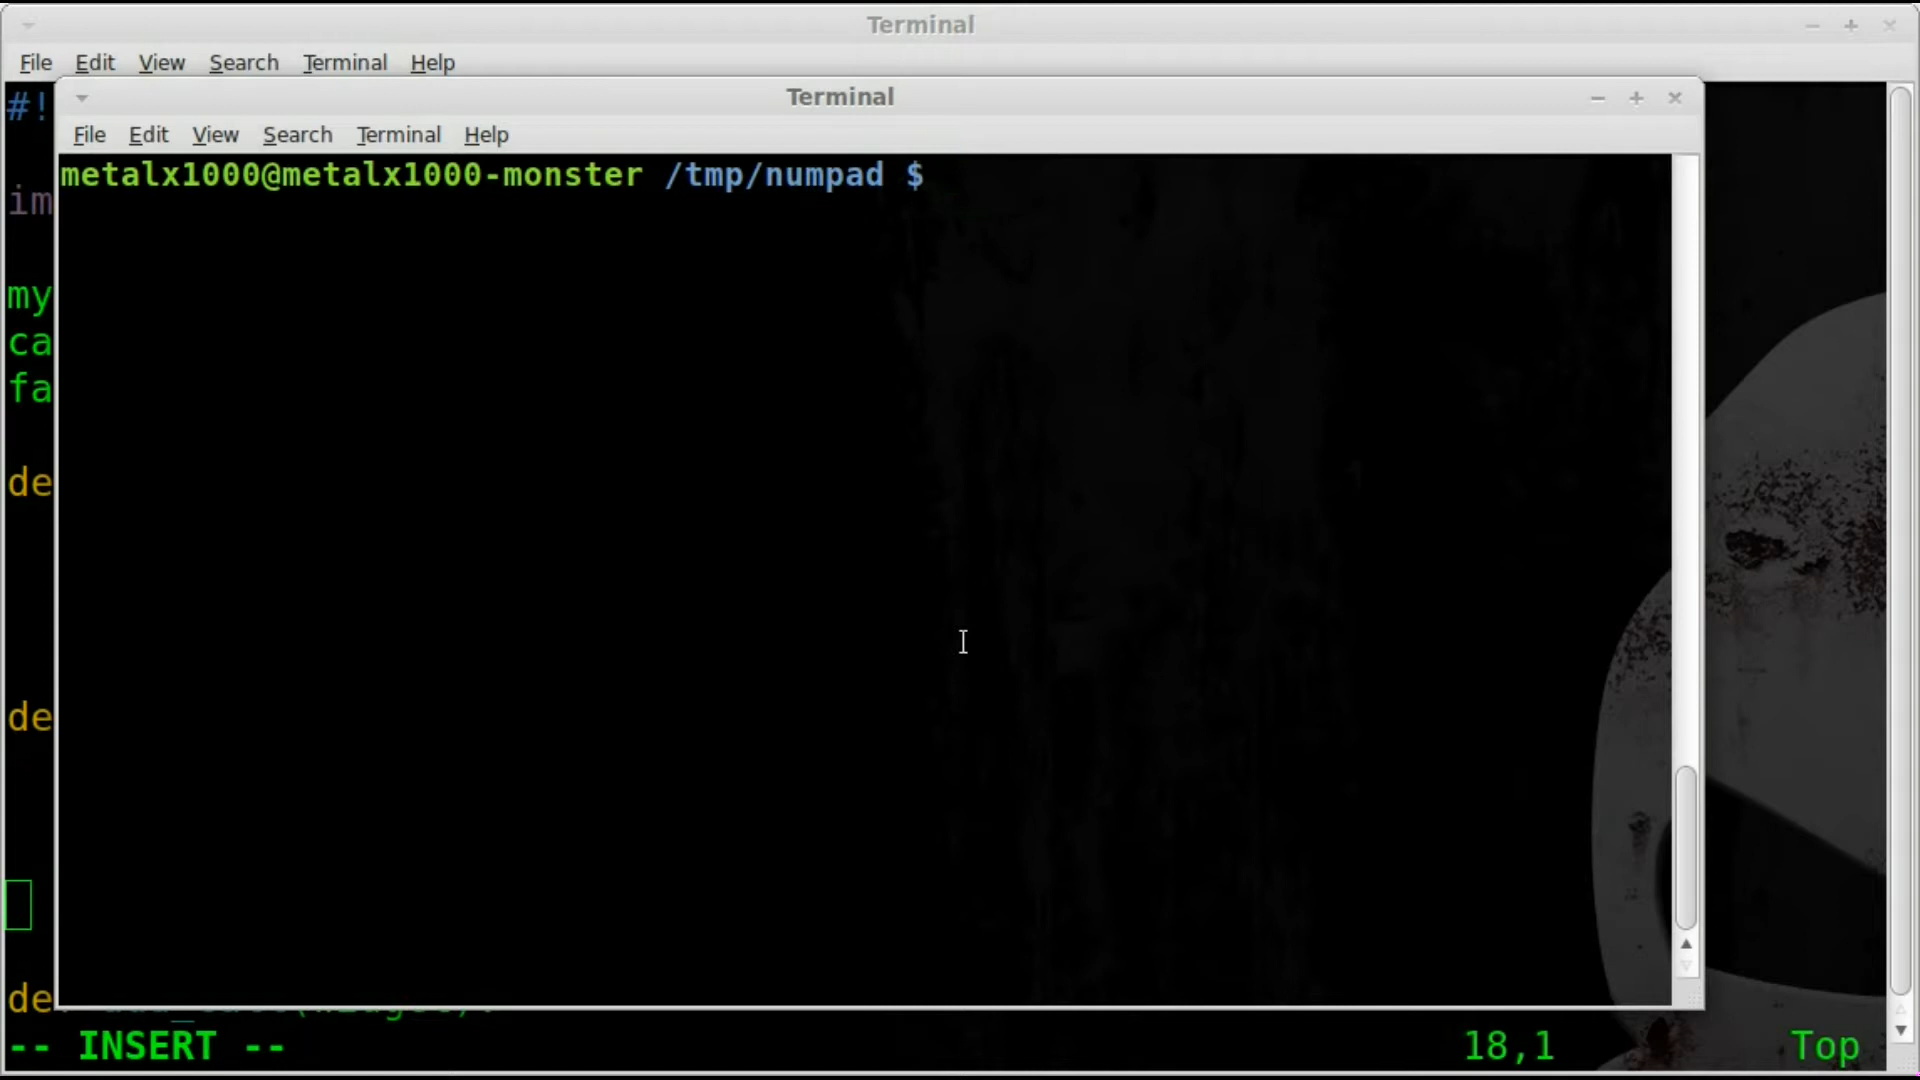 Terminal
File Edit View Search Terminal Help
Terminal
File Edit View Search Terminal Help
metalx1000@metalx1000-monster /tmp/numpad $
#!
im
my
ca
fa
de
de
de
-- INSERT -- 18,1 Top